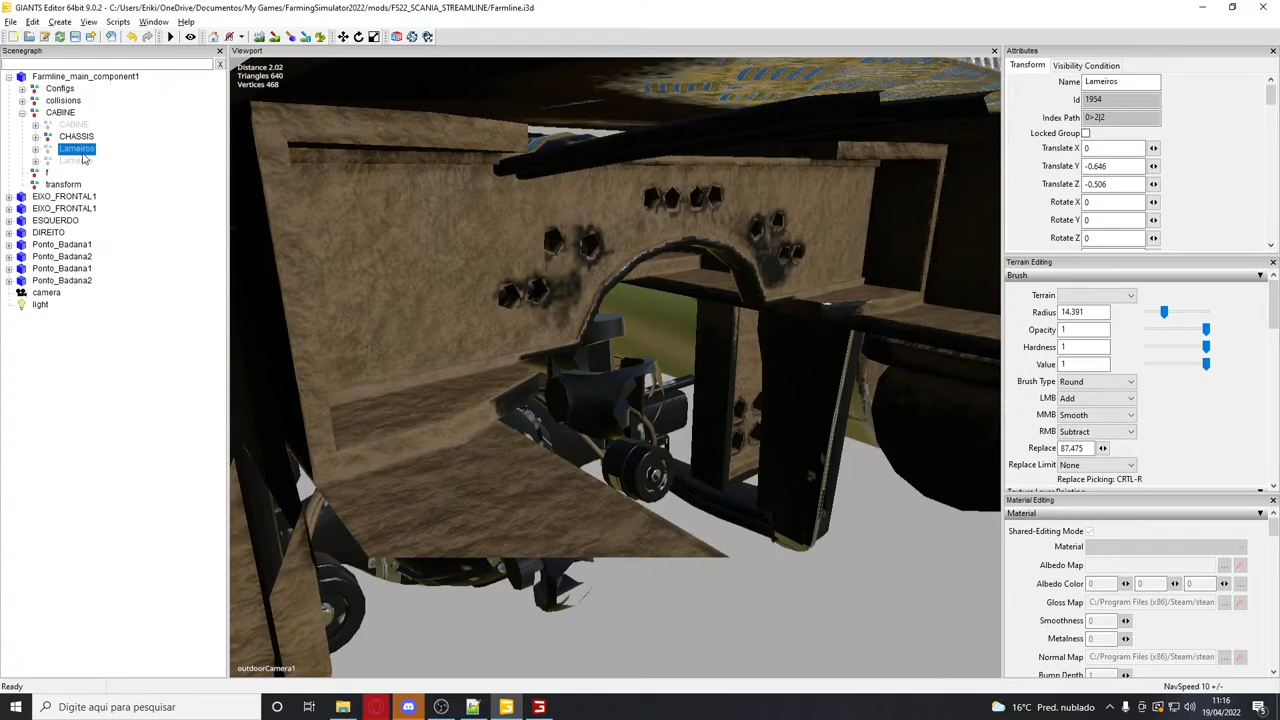 GIANTS Editor 64bit 9.0.2 - C:/Users/Eriki/OneDrive/Documentos/My Games/FarmingSimulator2022/mods/FS22_SCANIA_STREAMLINE/Farmline.i3d
File Edit Create View Scripts Window Help
Scenegraph
X
Farmline_main_component1
Configs
collisions
CABINE
CABINE
CHASSIS
Lameiros
f
transform
EIXO_FRONTAL1
EIXO_FRONTAL1
ESQUERDO
DIREITO
Ponto_Badana1
Ponto_Badana2
Ponto_Badana1
Ponto_Badana2
camera
light
Viewport
Distance 2.02
Triangles 640
Vertices 468
outdoorCamera1
Attributes
Transform Visibility Condition
Name Lameiros
Id 1954
Index Path 0>2|2
Locked Group
Translate X 0
Translate Y -0.646
Translate Z -0.506
Rotate X 0
Rotate Y 0
Rotate Z 0
Terrain Editing
Brush
Terrain
Radius 14.391
Opacity 1
Hardness 1
Value 1
Brush Type Round
LMB Add
MMB Smooth
RMB Subtract
Replace 87.475
Replace Limit None
Replace Picking: CRTL-R
Material Editing
Material
Shared-Editing Mode
Material
Albedo Map ...
Albedo Color 0 0 0
Gloss Map C:/Program Files (x86)/Steam/stean ...
Smoothness 0
Metalness 0
Normal Map C:/Program Files (x86)/Steam/stean ...
Bump Depth 1
Ready
NavSpeed 10 +/-
Digite aqui para pesquisar
16°C Pred. nublado
11:16
19/04/2022